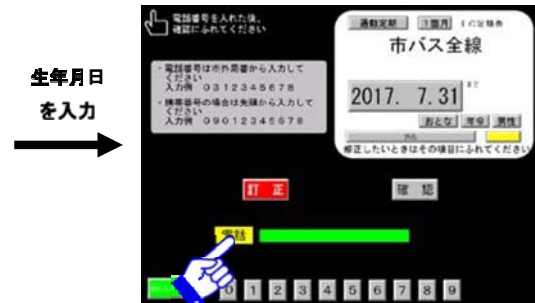 生年月日
を入力
電話番号を入れた後、
確認にふれてください
・電話番号は市外局番から入力して
ください
入力例 0312345678
・携帯番号の場合は先頭から入力して
ください
入力例 09012345678
通勤定期 1箇月 IC定期券
市バス全線
2017. 7.31 まで
おとな 年令 男性
修正したいときはその項目にふれてください
訂正 確認
電話
0 1 2 3 4 5 6 7 8 9